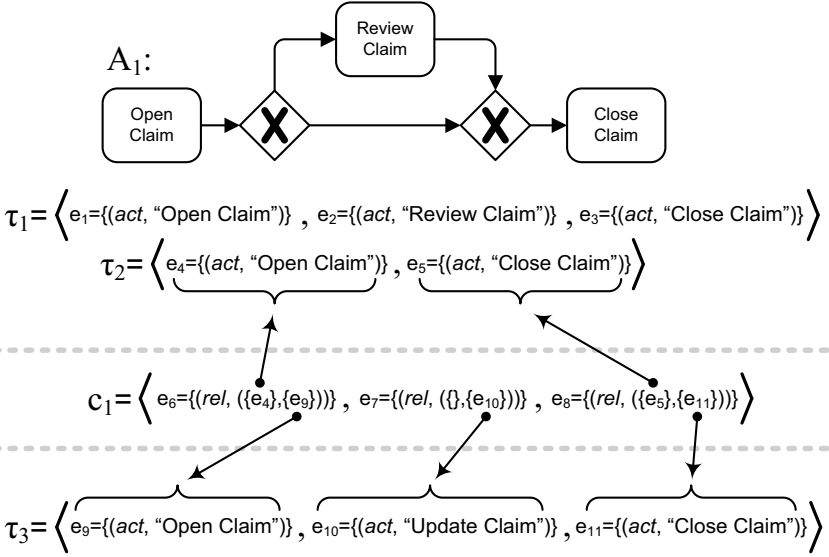 A₁:
Review
Claim
Open
Claim
X
X
Close
Claim
τ₁=⟨e₁={(act, “Open Claim”)} , e₂={(act, “Review Claim”)} , e₃={(act, “Close Claim”)}⟩
τ₂=⟨e₄={(act, “Open Claim”)} , e₅={(act, “Close Claim”)}⟩
c₁=⟨e₆={(rel, ({e₄},{e₉}))} , e₇={(rel, ({},{e₁₀}))} , e₈={(rel, ({e₅},{e₁₁}))}⟩
τ₃=⟨e₉={(act, “Open Claim”)} , e₁₀={(act, “Update Claim”)} , e₁₁={(act, “Close Claim”)}⟩